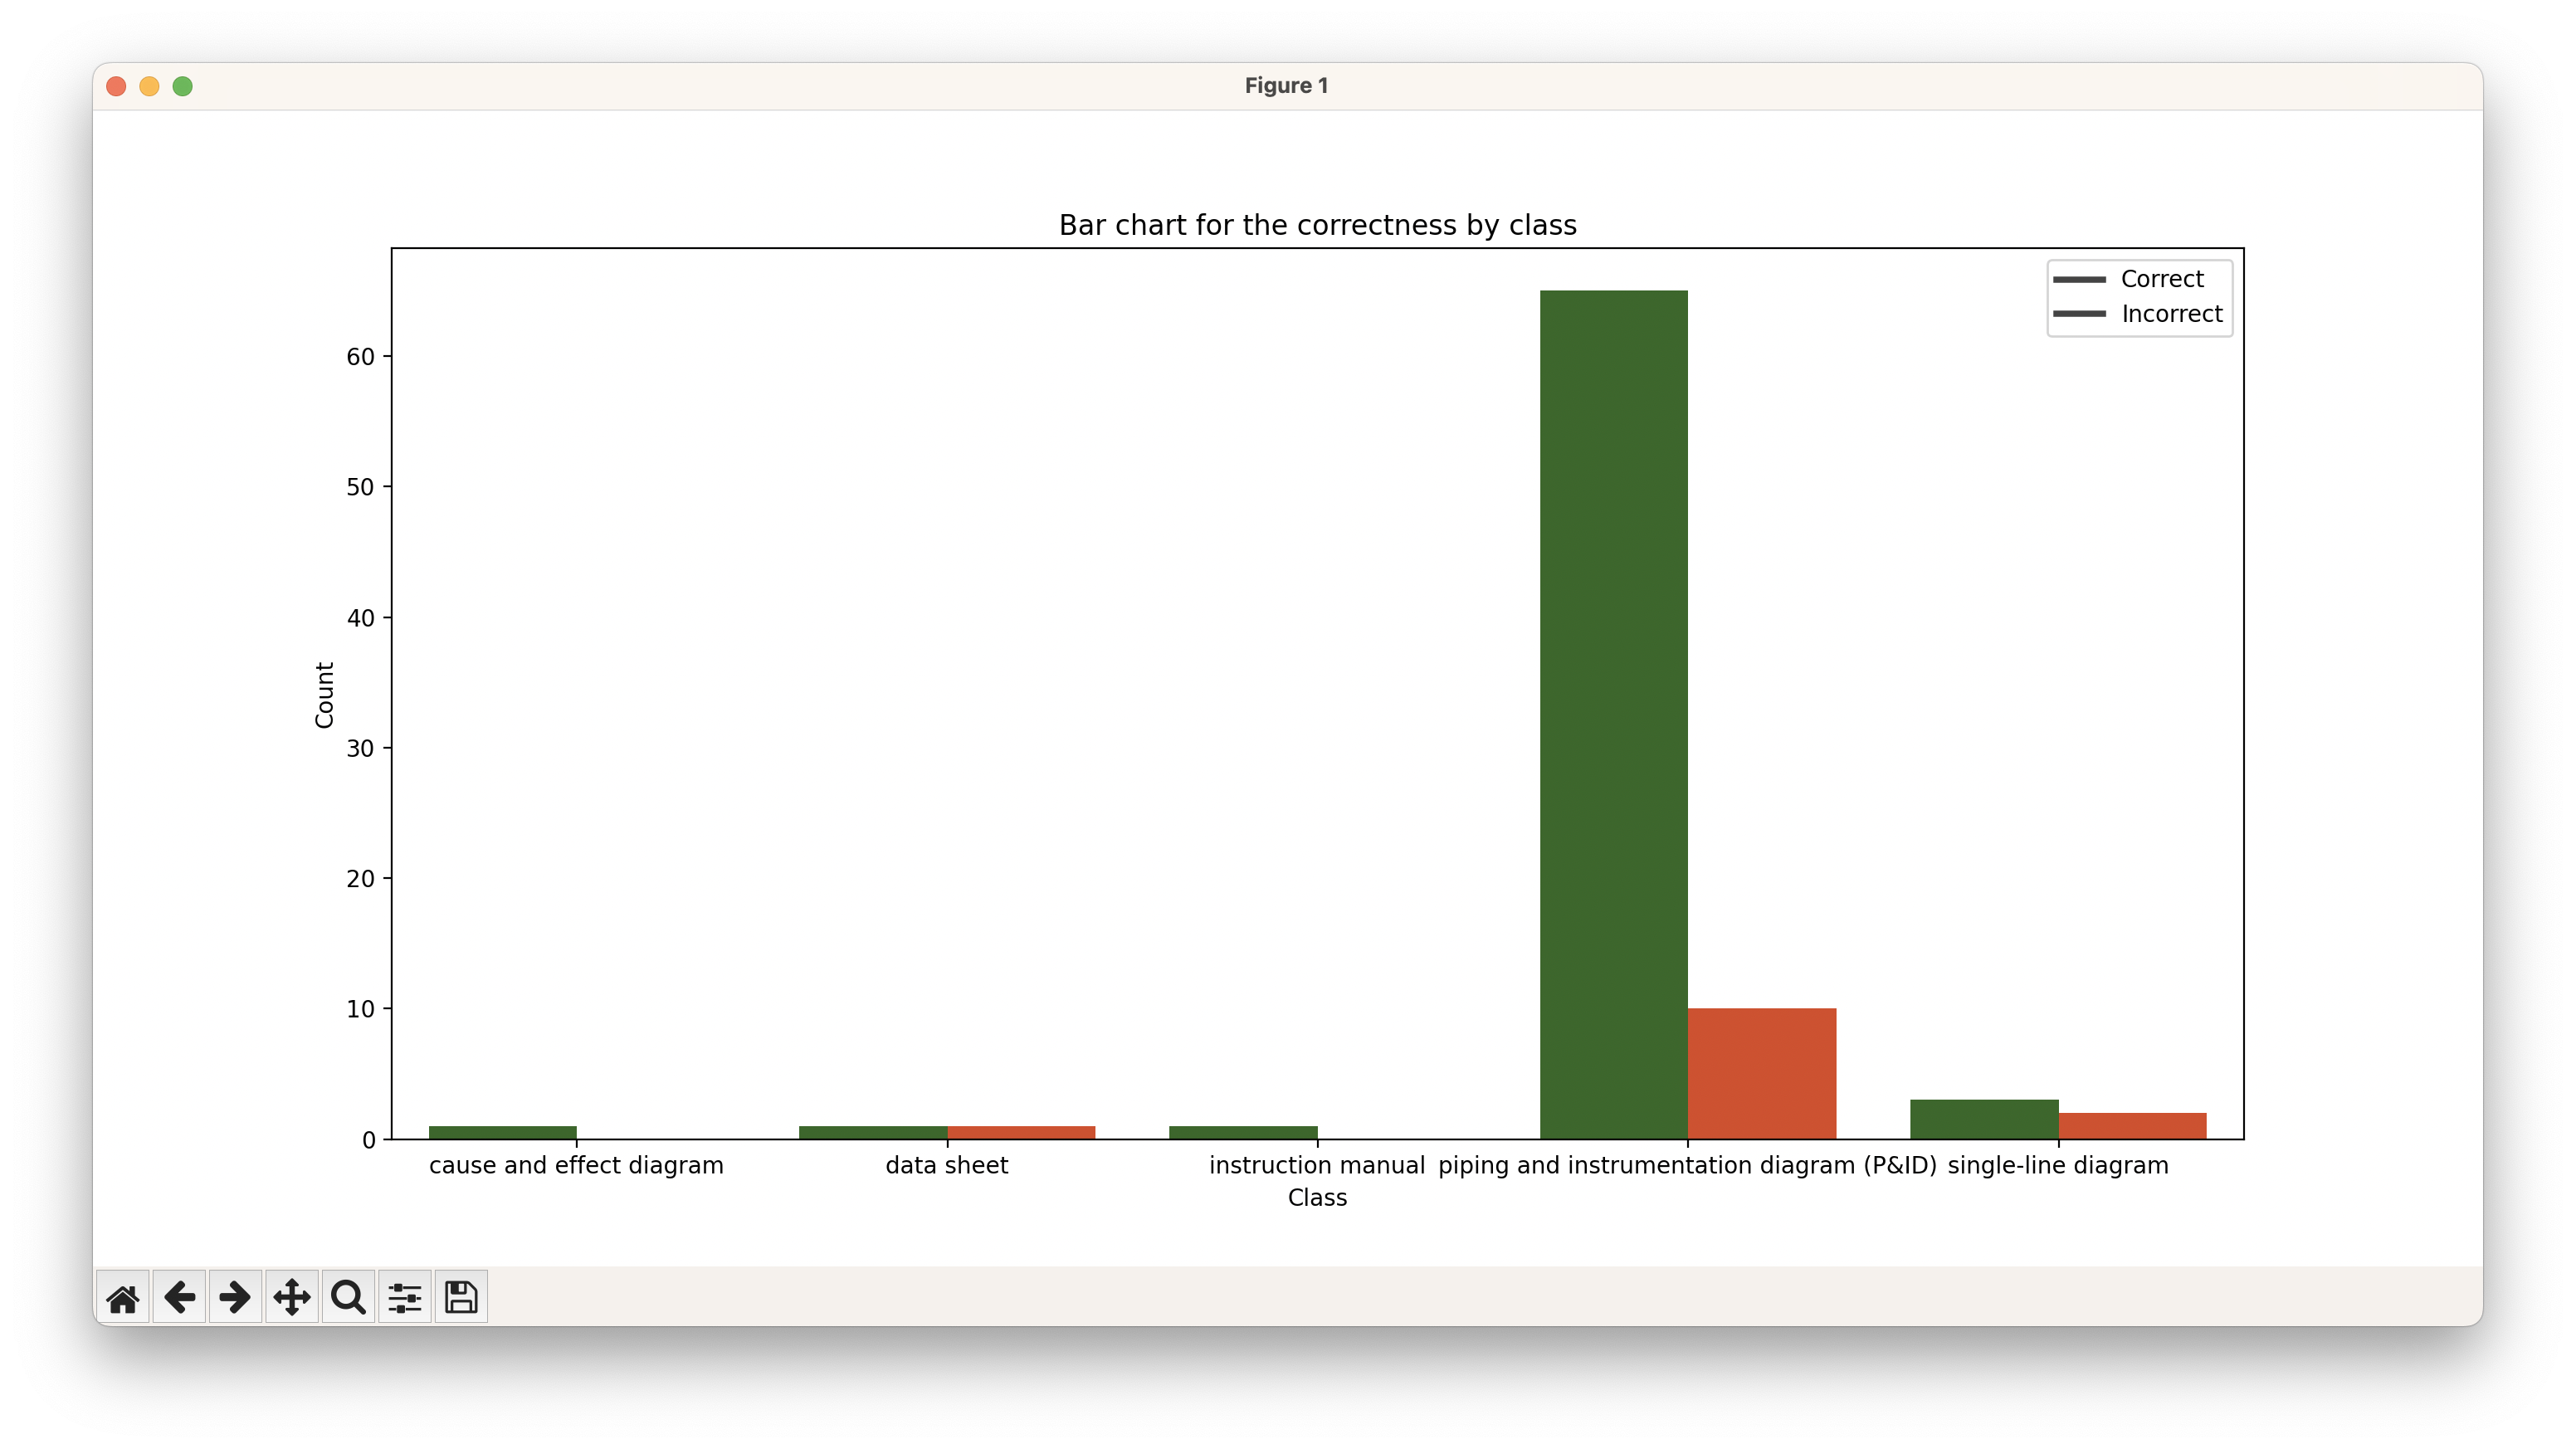 Figure 1
Bar chart for the correctness by class
Correct
Incorrect
60
50
40
30
20
10
0
Count
cause and effect diagram
data sheet
instruction manual
piping and instrumentation diagram (P&ID)
single-line diagram
Class